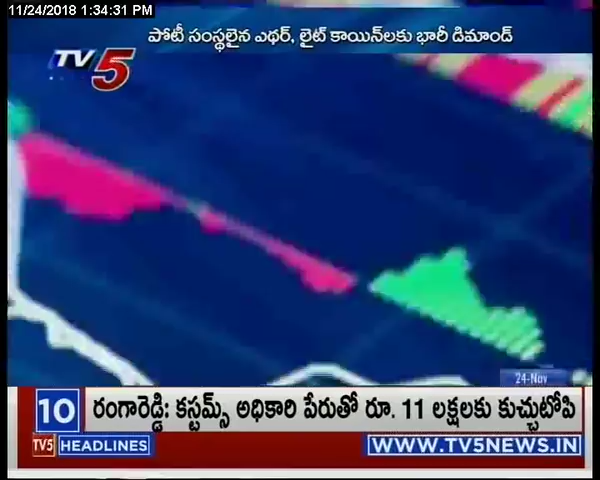 11/24/2018 1:34:31 PM
పోటీ సంస్థలైన ఎథర్, లైట్ కాయిన్‌లకు భారీ డిమాండ్
TV5
24-Nov
10 రంగారెడ్డి: కస్టమ్స్ అధికారి పేరుతో రూ. 11 లక్షలకు కుచ్చుటోపి
TV5 HEADLINES WWW.TV5NEWS.IN